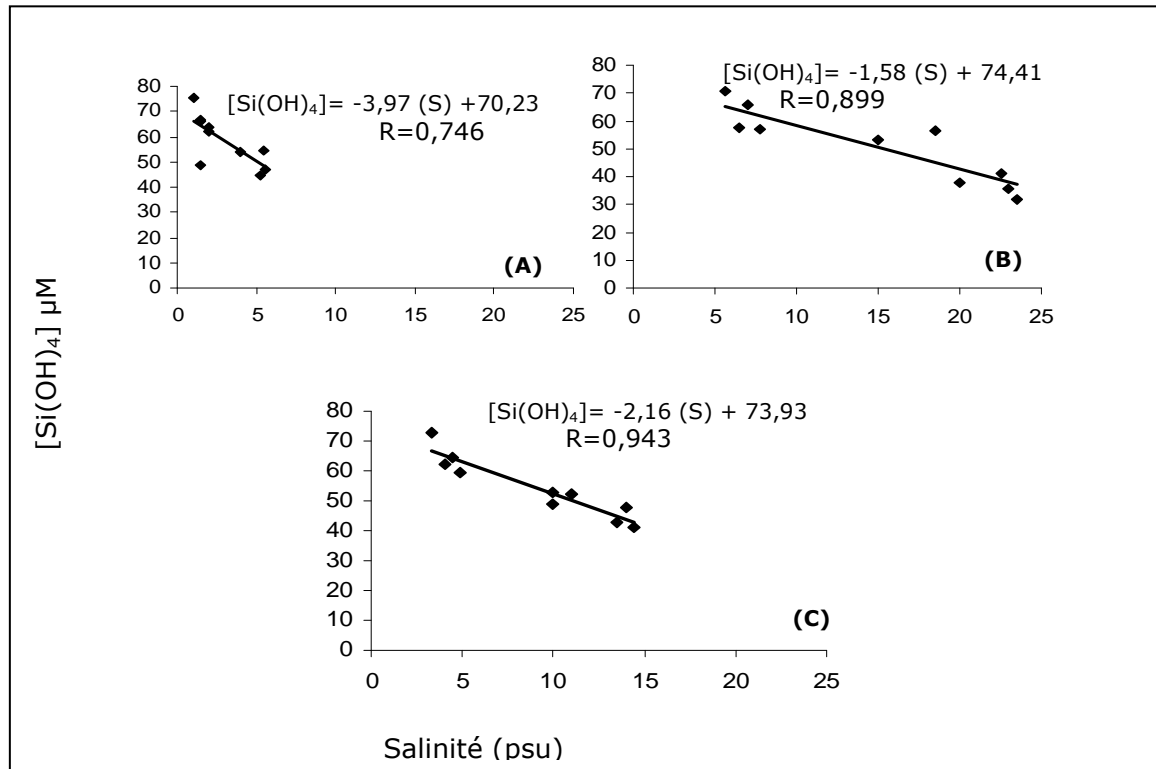 [Si(OH)4]= -3,97 (S) +70,23
R=0,746
80
70
60
50
40
30
20
10
0
0 5 10 15 20 25
(A)
[Si(OH)4]= -1,58 (S) + 74,41
R=0,899
80
70
60
50
40
30
20
10
0
0 5 10 15 20 25
(B)
[Si(OH)4] µM
[Si(OH)4]= -2,16 (S) + 73,93
R=0,943
80
70
60
50
40
30
20
10
0
0 5 10 15 20 25
(C)
Salinité (psu)